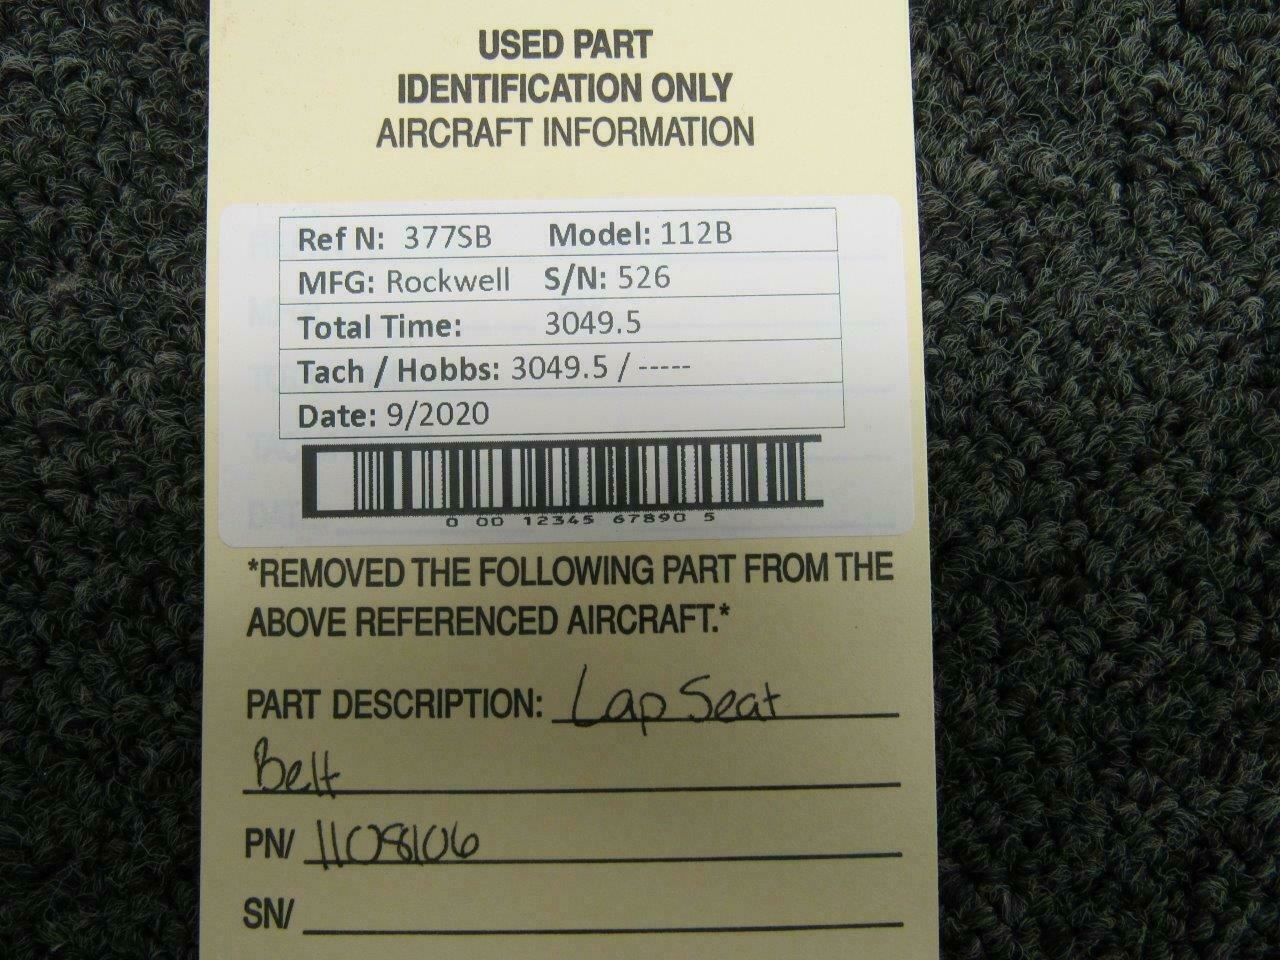 USED PART
IDENTIFICATION ONLY
AIRCRAFT INFORMATION
Ref N: 377SB Model: 112B
MFG: Rockwell S/N: 526
Total Time: 3049.5
Tach / Hobbs: 3049.5 / -----
Date: 9/2020
0 00 12345 67890 5
*REMOVED THE FOLLOWING PART FROM THE
ABOVE REFERENCED AIRCRAFT.*
PART DESCRIPTION: Lap Seat
Belt
PN/ 1108106
SN/